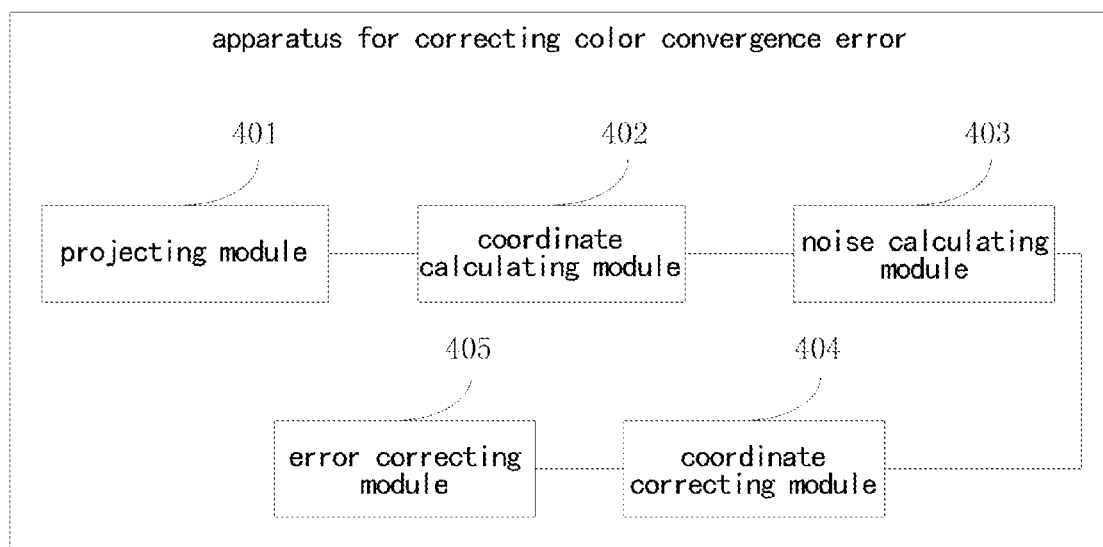 apparatus for correcting color convergence error
401
402
403
projecting module
coordinate
calculating module
noise calculating
module
405
404
error correcting
module
coordinate
correcting module